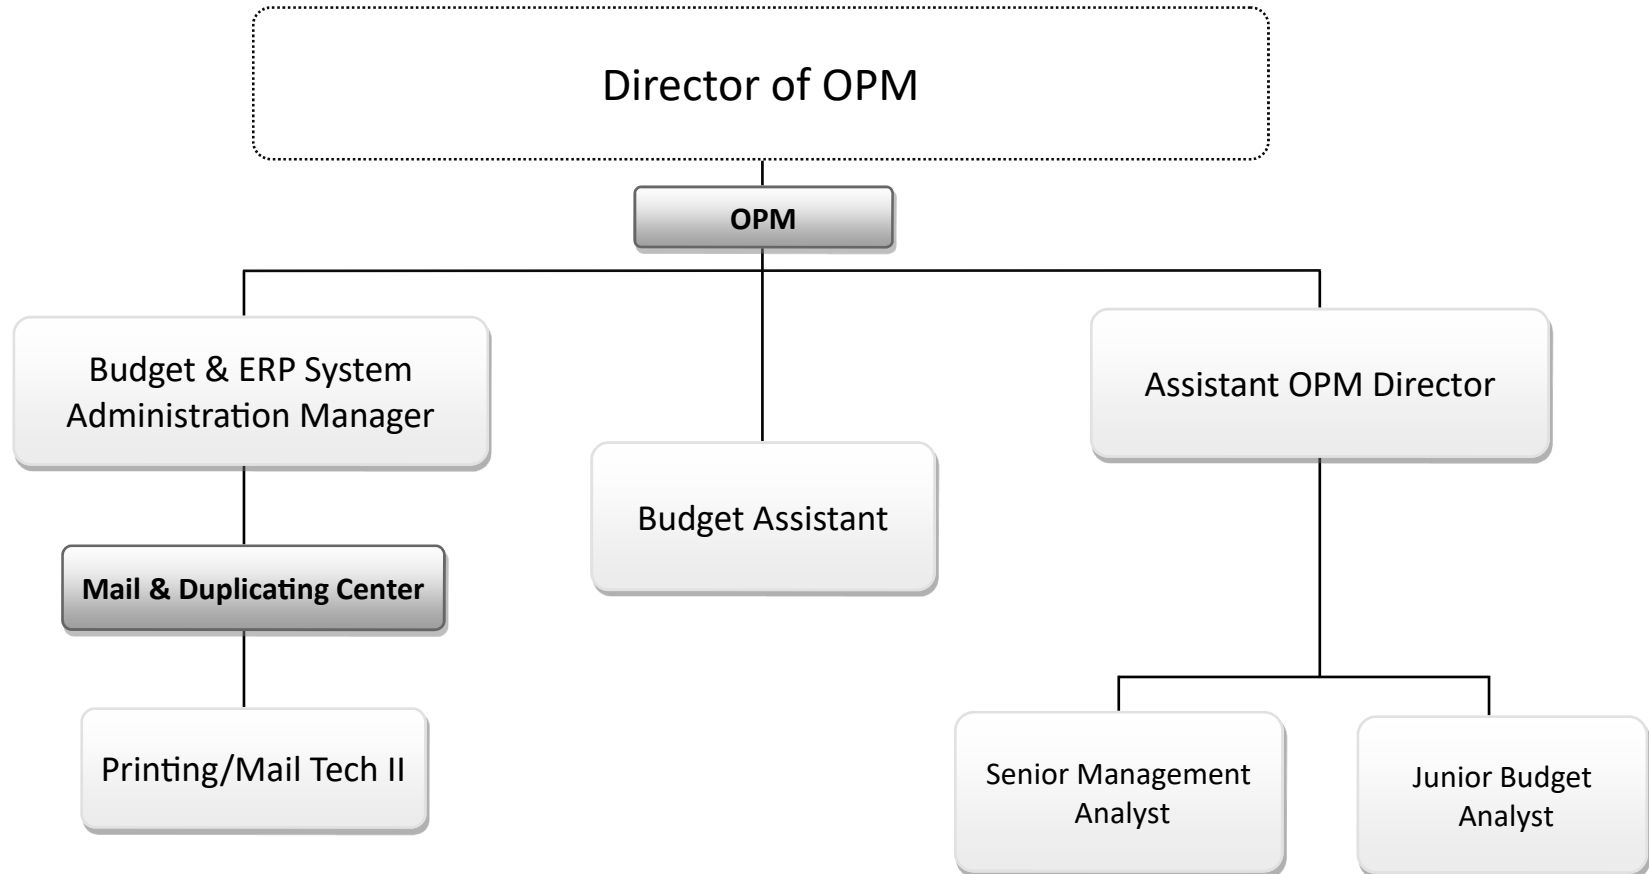 Director of OPM
OPM
Budget & ERP System
Administration Manager
Assistant OPM Director
Budget Assistant
Mail & Duplicating Center
Printing/Mail Tech II
Senior Management
Analyst
Junior Budget
Analyst